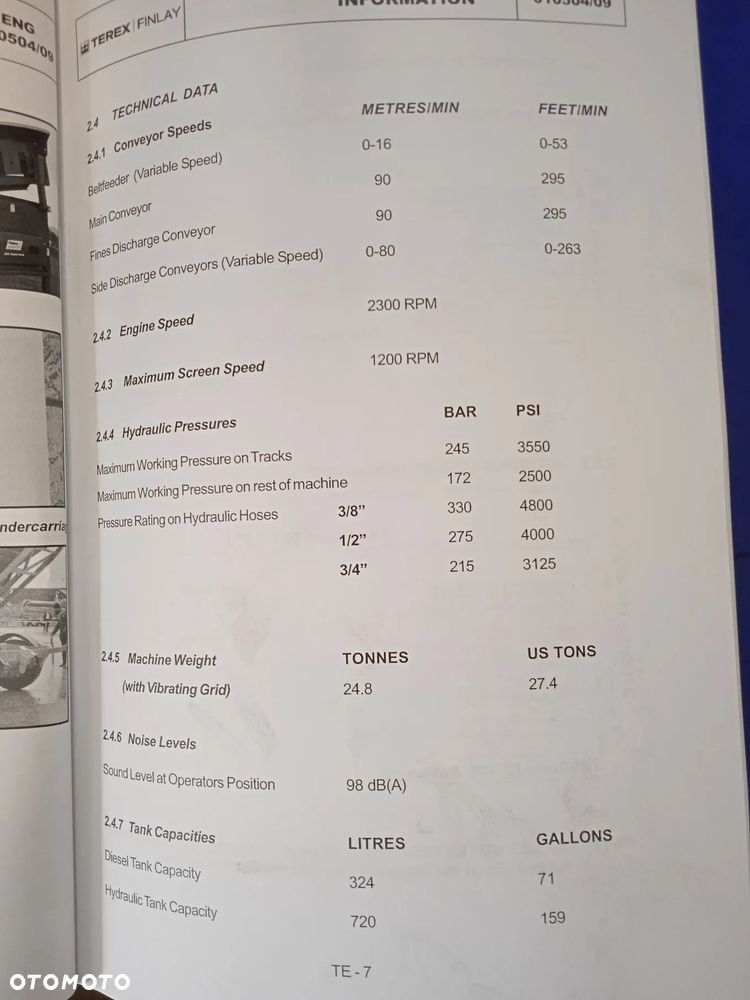 ENG
0504/09
TEREX | FINLAY
INFORMATION
010504/09
2.4 TECHNICAL DATA
2.4.1 Conveyor Speeds METRES/MIN FEET/MIN
Beltfeeder (Variable Speed) 0-16 0-53
Main Conveyor 90 295
Fines Discharge Conveyor 90 295
Side Discharge Conveyors (Variable Speed) 0-80 0-263
2.4.2 Engine Speed 2300 RPM
2.4.3 Maximum Screen Speed 1200 RPM
2.4.4 Hydraulic Pressures BAR PSI
Maximum Working Pressure on Tracks 245 3550
Maximum Working Pressure on rest of machine 172 2500
Pressure Rating on Hydraulic Hoses 3/8" 330 4800
1/2" 275 4000
3/4" 215 3125
ndercarria
2.4.5 Machine Weight TONNES US TONS
(with Vibrating Grid) 24.8 27.4
2.4.6 Noise Levels
Sound Level at Operators Position 98 dB(A)
2.4.7 Tank Capacities LITRES GALLONS
Diesel Tank Capacity 324 71
Hydraulic Tank Capacity 720 159
TE - 7
OTOMOTO